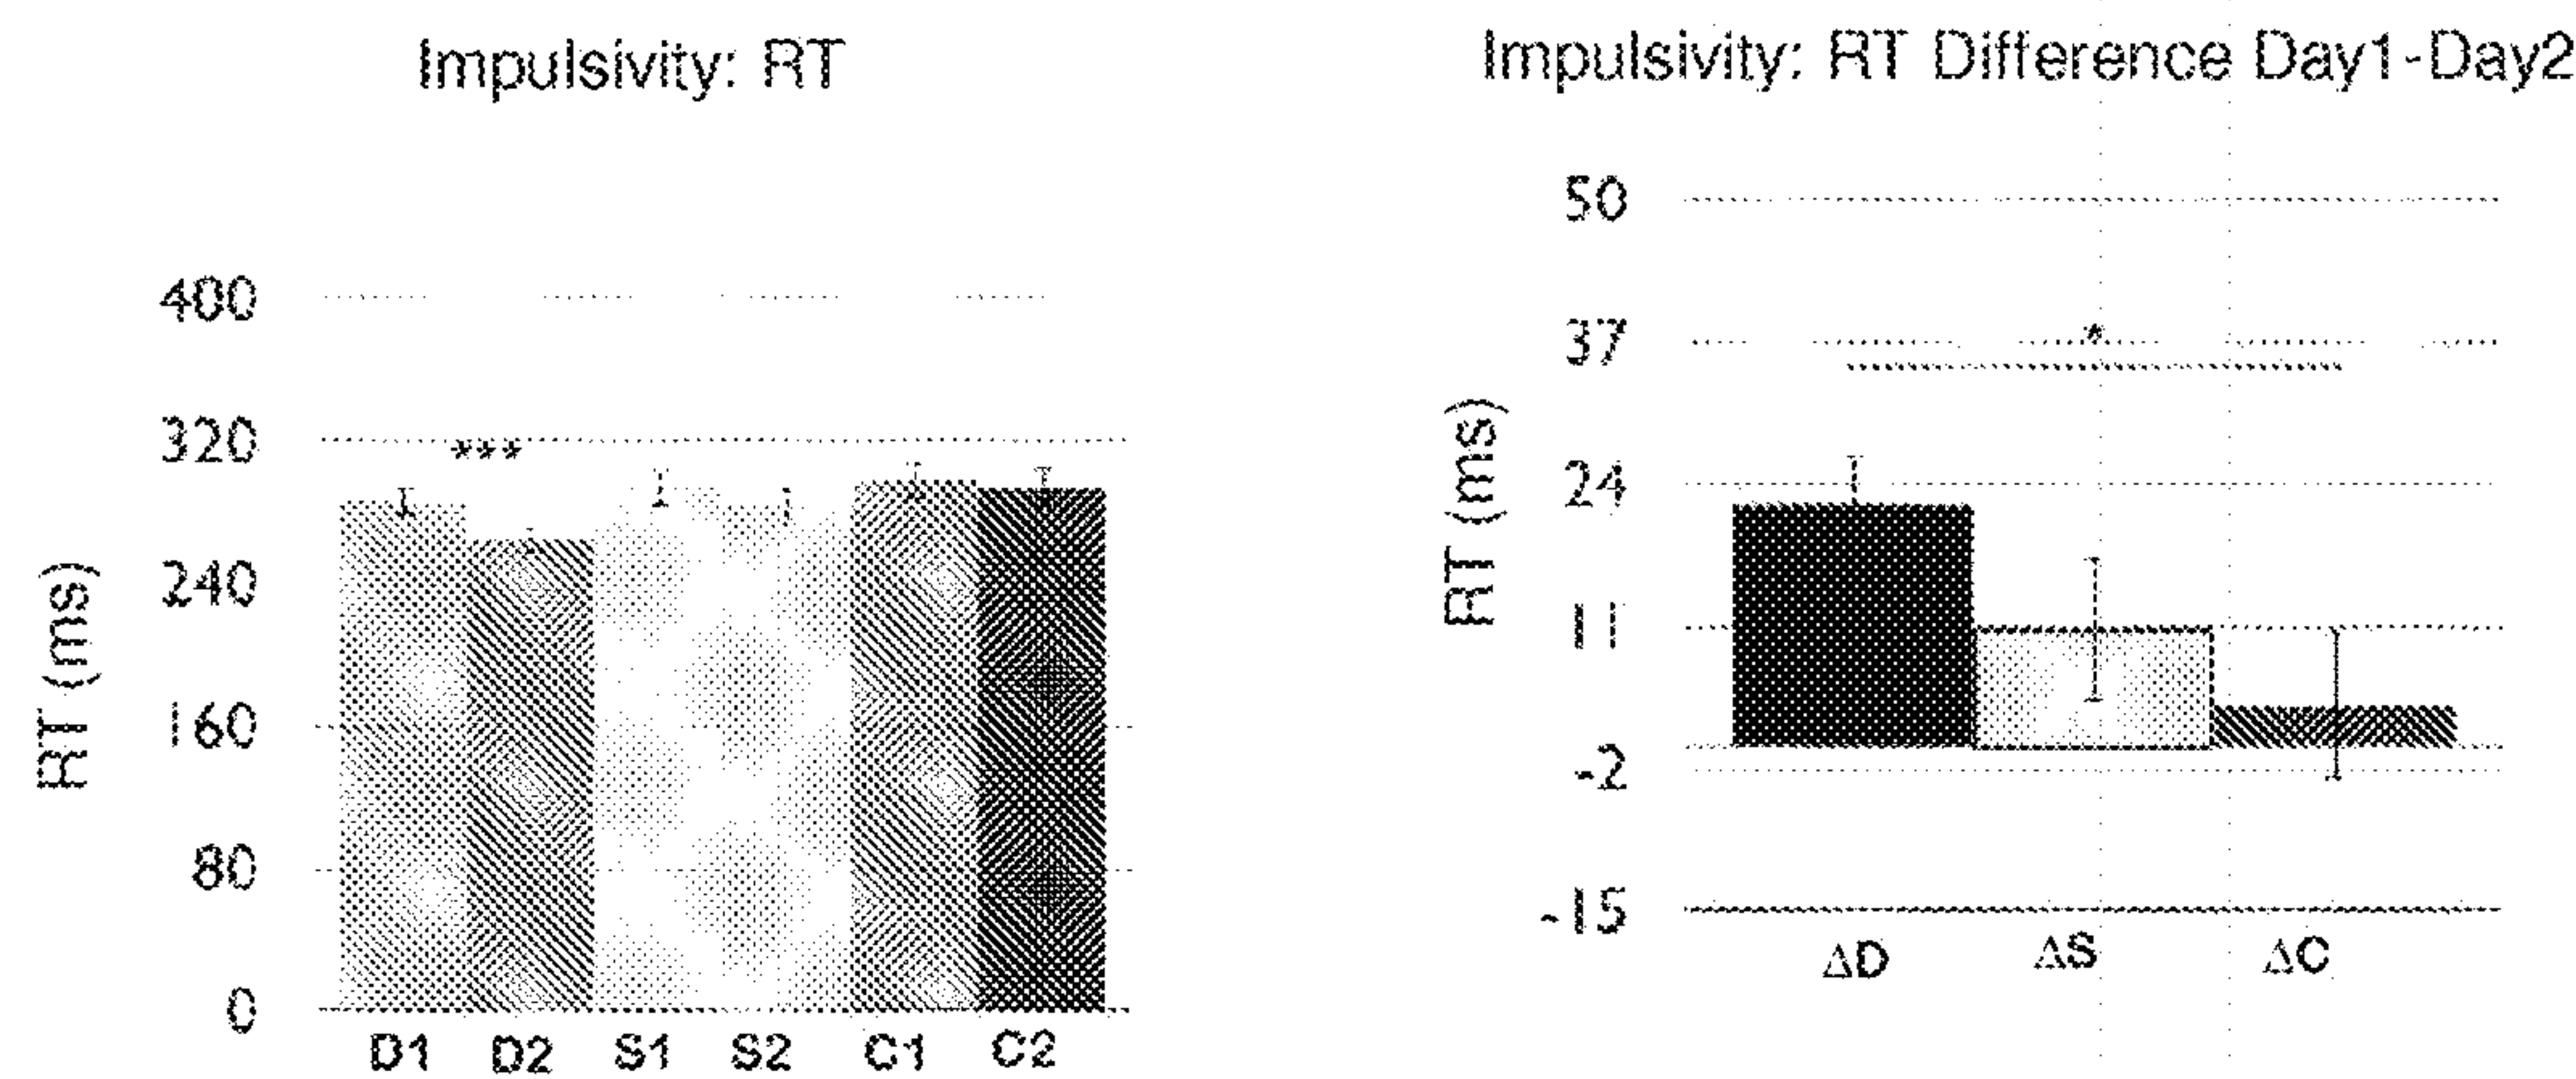 Impulsivity: RT
400
320
***
240
160
80
0
RT (ms)
D1 D2 S1 S2 C1 C2
Impulsivity: RT Difference Day1-Day2
50
37
*
24
11
-2
-15
RT (ms)
ΔD ΔS ΔC